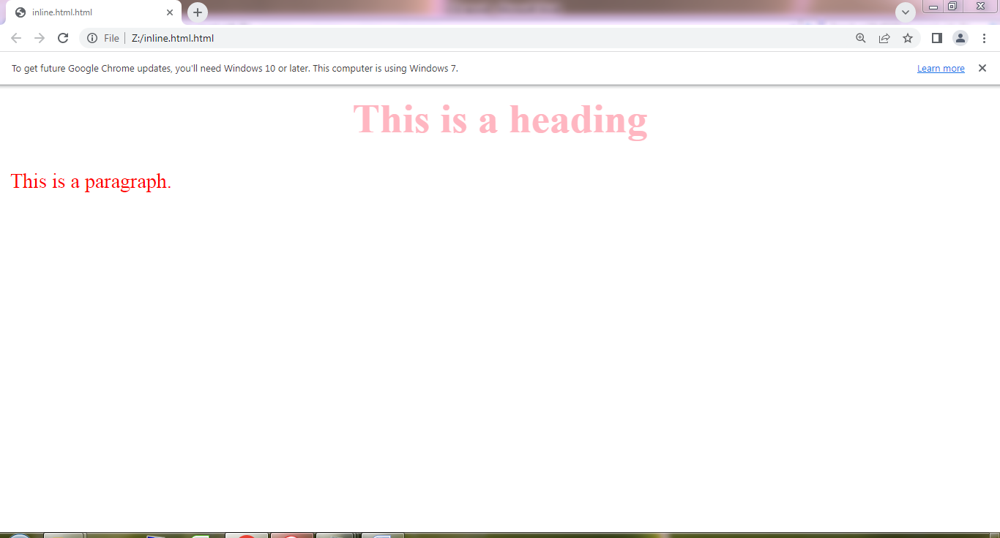 inline.html.html
File
Z:/inline.html.html
To get future Google Chrome updates, you'll need Windows 10 or later. This computer is using Windows 7.
Learn more
This is a heading
This is a paragraph.